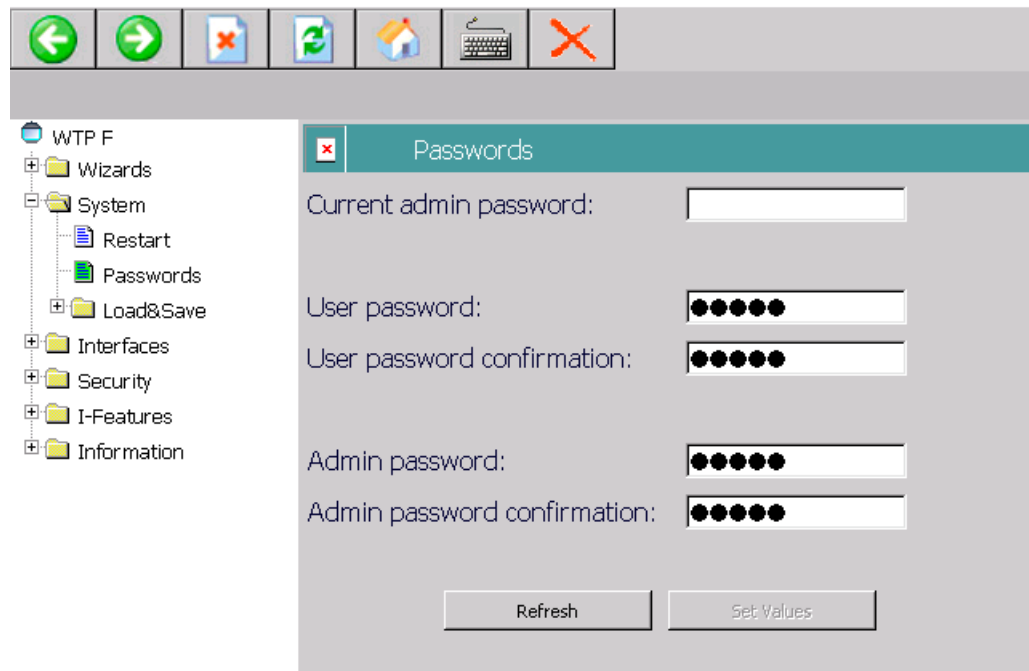 WTP F
Wizards
System
Restart
Passwords
Load&Save
Interfaces
Security
I-Features
Information
Passwords
Current admin password:
User password:
User password confirmation:
Admin password:
Admin password confirmation:
Refresh
Set Values